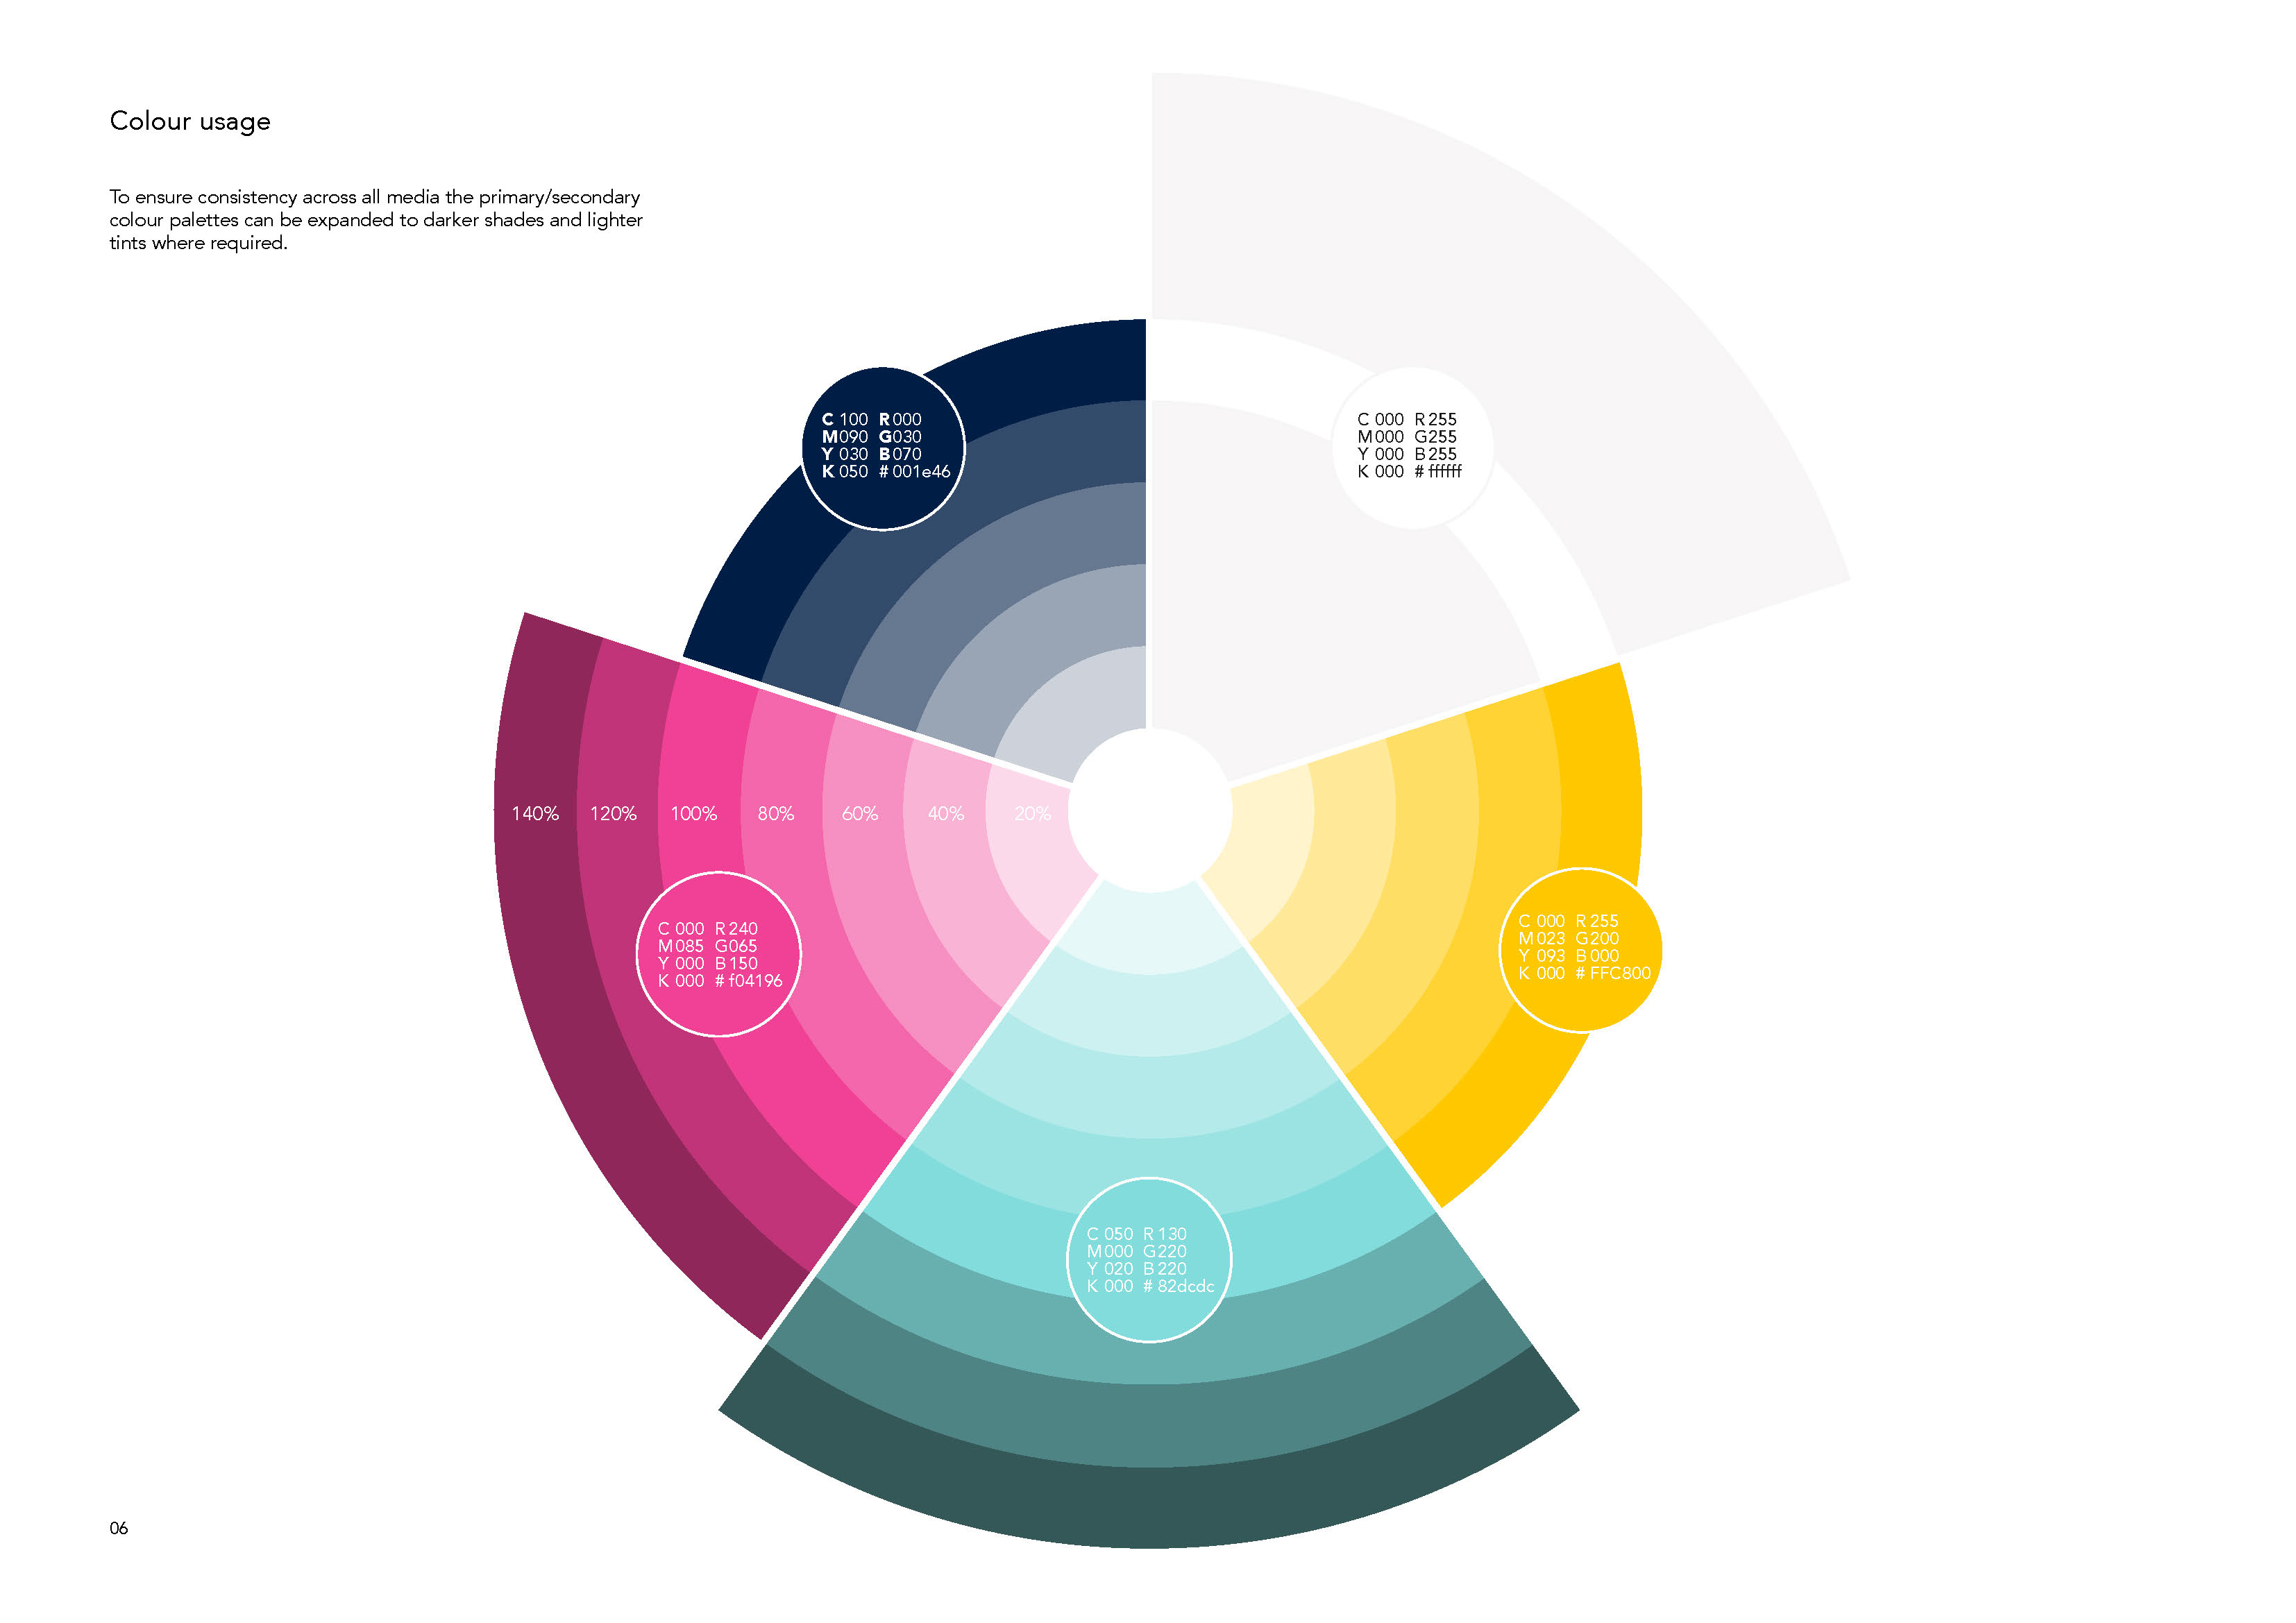 Colour usage
To ensure consistency across all media the primary/secondary
colour palettes can be expanded to darker shades and lighter
tints where required.
C 100 R 000
M 090 G 030
Y 030 B 070
K 050 # 001e46
C 000 R 255
M 000 G 255
Y 000 B 255
K 000 # ffffff
140% 120% 100% 80% 60% 40% 20%
C 000 R 240
M 085 G 065
Y 000 B 150
K 000 # f04196
C 000 R 255
M 023 G 200
Y 093 B 000
K 000 # FFC800
C 050 R 130
M 000 G 220
Y 020 B 220
K 000 # 82dcdc
06